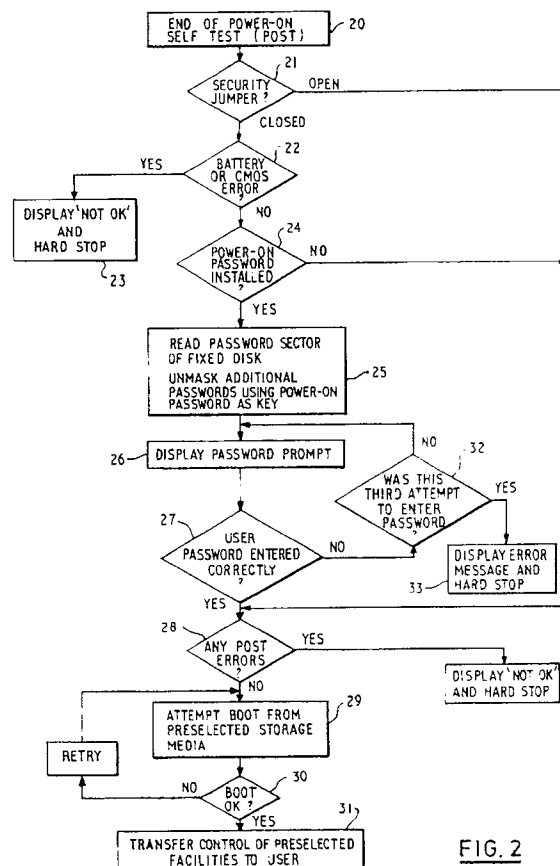 END OF POWER-ON
SELF TEST (POST)
20
21
SECURITY
JUMPER ?
OPEN
CLOSED
22
YES
BATTERY
OR CMOS
ERROR
?
NO
DISPLAY 'NOT OK'
AND
HARD STOP
23
24
POWER-ON
PASSWORD
INSTALLED
?
NO
YES
READ PASSWORD SECTOR
OF FIXED DISK
UNMASK ADDITIONAL
PASSWORDS USING POWER-ON
PASSWORD AS KEY
25
26
DISPLAY PASSWORD PROMPT
NO
32
WAS THIS
THIRD ATTEMPT
TO ENTER
PASSWORD
?
YES
27
USER
PASSWORD ENTERED
CORRECTLY
?
NO
DISPLAY ERROR
MESSAGE AND
HARD STOP
33
YES
28
ANY POST
ERRORS
?
YES
NO
DISPLAY 'NOT OK'
AND HARD STOP
29
ATTEMPT BOOT FROM
PRESELECTED STORAGE
MEDIA
RETRY
NO
30
BOOT
OK ?
YES
31
TRANSFER CONTROL OF PRESELECTED
FACILITIES TO USER
FIG. 2